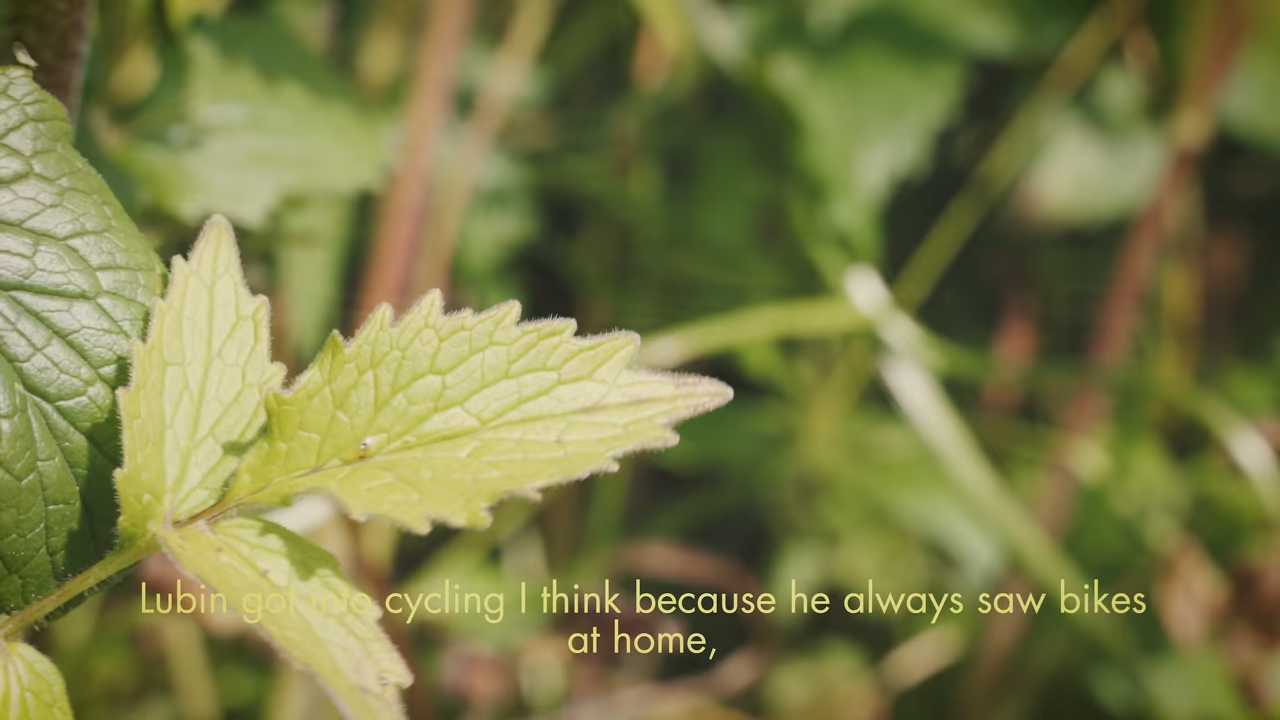 Lubin got into cycling I think because he always saw bikes
at home,